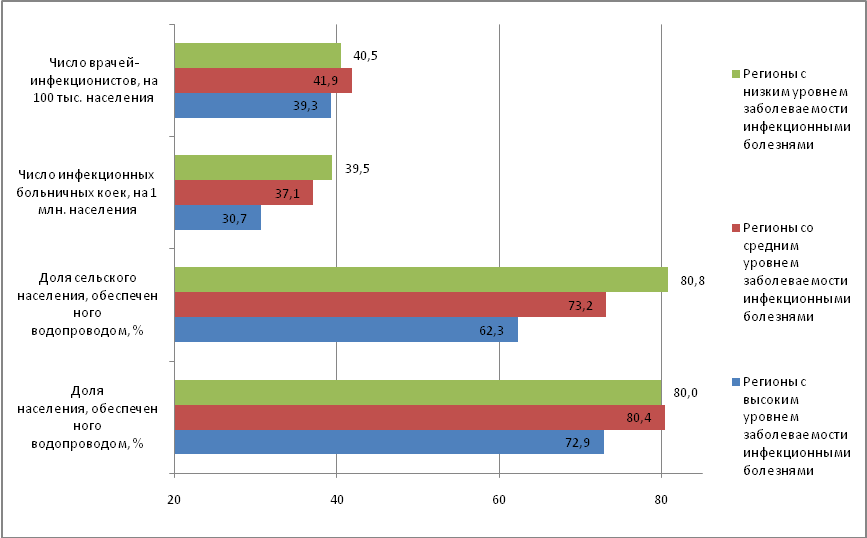 Число врачей-
инфекционистов, на
100 тыс. населения
40,5
41,9
39,3
Число инфекционных
больничных коек, на 1
млн. населения
39,5
37,1
30,7
Доля сельского
населения, обеспечен
ного
водопроводом, %
80,8
73,2
62,3
Доля
населения, обеспечен
ного
водопроводом, %
80,0
80,4
72,9
20
40
60
80
Регионы с
низким уровнем
заболеваемости
инфекционными
болезнями
Регионы со
средним
уровнем
заболеваемости
инфекционными
болезнями
Регионы с
высоким
уровнем
заболеваемости
инфекционными
болезнями